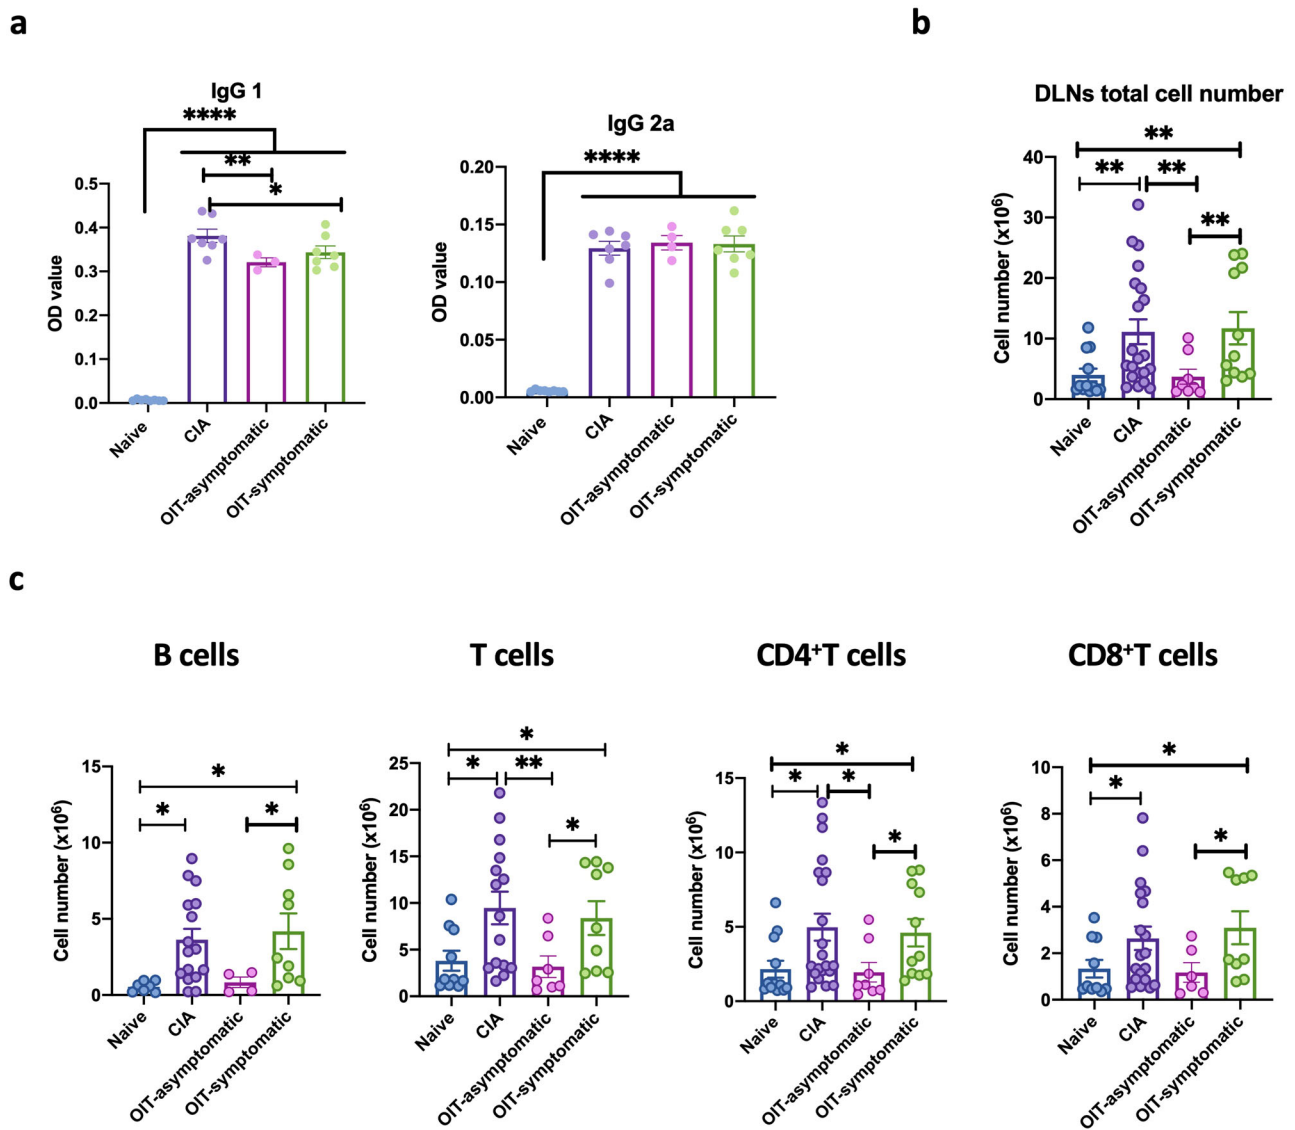 a
b
IgG 1
****
**
*
OD value
0.5
0.4
0.3
0.2
0.1
0.0
Naive
CIA
OIT-asymptomatic
OIT-symptomatic
IgG 2a
****
OD value
0.20
0.15
0.10
0.05
0.00
Naive
CIA
OIT-asymptomatic
OIT-symptomatic
DLNs total cell number
**
** **
**
Cell number (x10⁶)
40
30
20
10
0
Naive
CIA
OIT-asymptomatic
OIT-symptomatic
c
B cells
*
* *
Cell number (x10⁶)
15
10
5
0
Naive
CIA
OIT-asymptomatic
OIT-symptomatic
T cells
*
* **
*
Cell number (x10⁶)
25
20
15
10
5
0
Naive
CIA
OIT-asymptomatic
OIT-symptomatic
CD4⁺T cells
*
* *
*
Cell number (x10⁶)
15
10
5
0
Naive
CIA
OIT-asymptomatic
OIT-symptomatic
CD8⁺T cells
*
*
*
Cell number (x10⁶)
10
8
6
4
2
0
Naive
CIA
OIT-asymptomatic
OIT-symptomatic